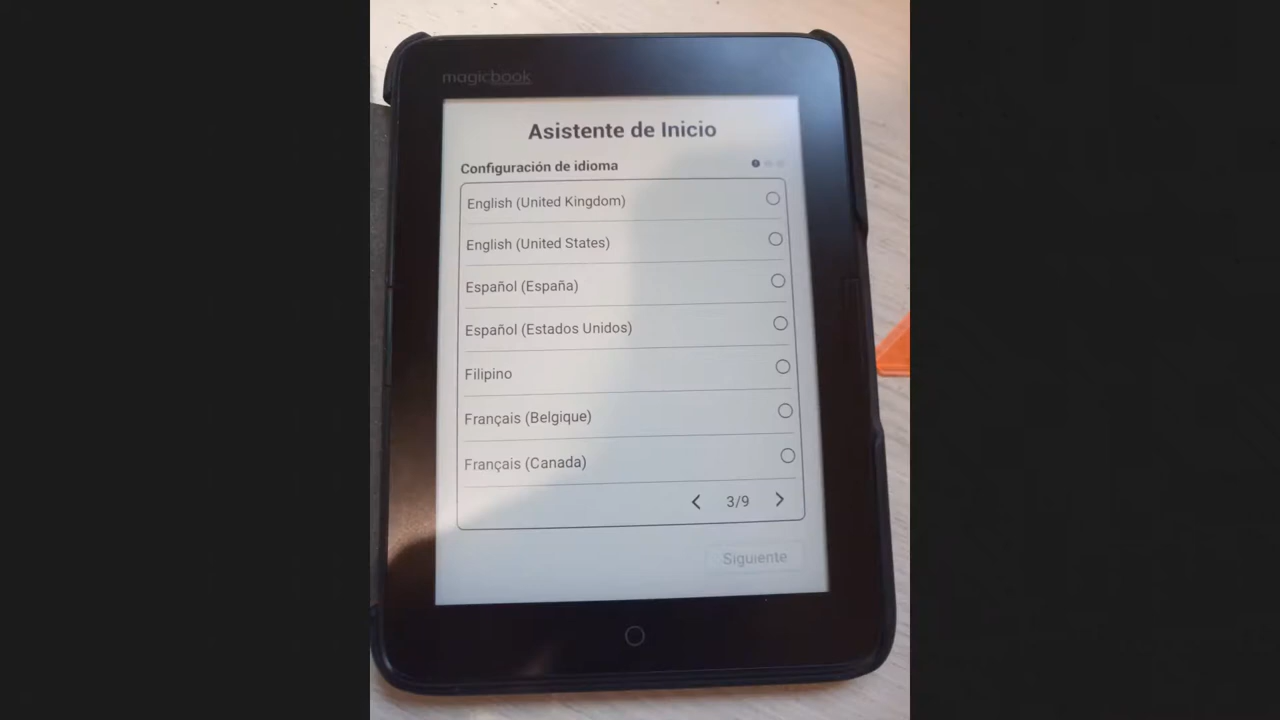 magicbook
Asistente de Inicio
Configuración de idioma
English (United Kingdom)
English (United States)
Español (España)
Español (Estados Unidos)
Filipino
Français (Belgique)
Français (Canada)
< 3/9 >
Siguiente